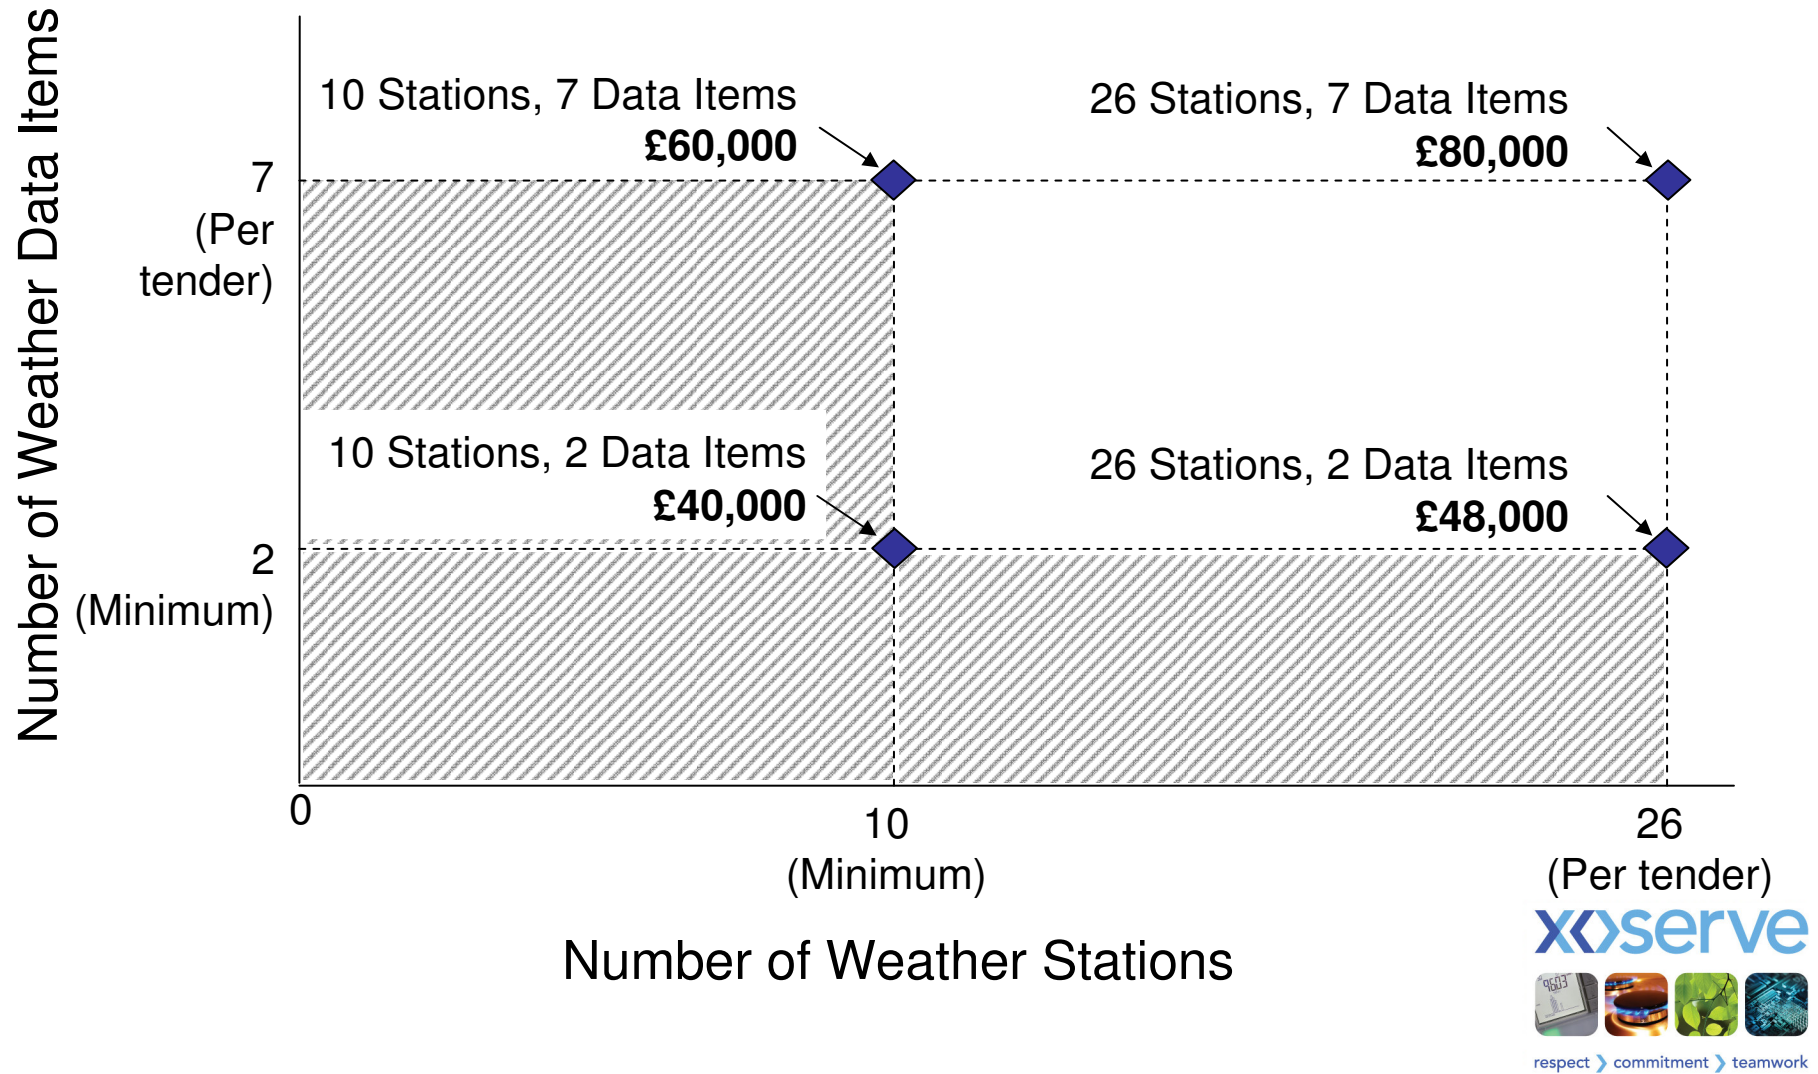 Number of Weather Data Items
10 Stations, 7 Data Items
£60,000
26 Stations, 7 Data Items
£80,000
7
(Per
tender)
10 Stations, 2 Data Items
£40,000
26 Stations, 2 Data Items
£48,000
2
(Minimum)
0
10
(Minimum)
26
(Per tender)
Number of Weather Stations
xoserve
9603
respect > commitment > teamwork